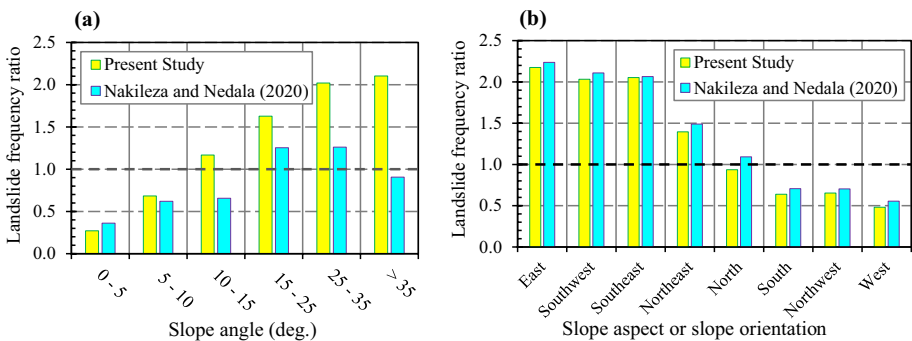 (a)
Landslide frequency ratio
2.5
2.0
1.5
1.0
0.5
0.0
Present Study
Nakileza and Nedala (2020)
0 - 5
5 - 10
10 - 15
15 - 25
25 - 35
> 35
Slope angle (deg.)
(b)
Landslide frequency ratio
2.5
2.0
1.5
1.0
0.5
0.0
Present Study
Nakileza and Nedala (2020)
East
Southwest
Southeast
Northeast
North
South
Northwest
West
Slope aspect or slope orientation